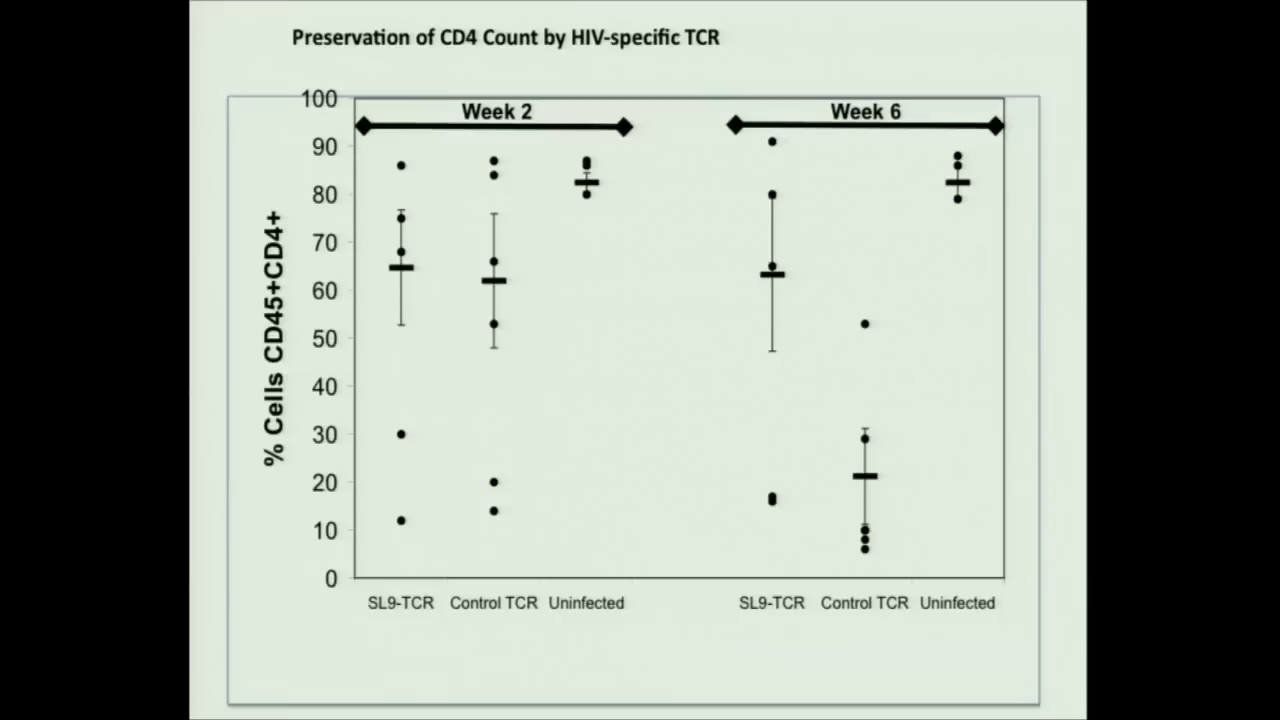 Preservation of CD4 Count by HIV-specific TCR
Week 2
Week 6
% Cells CD45+CD4+
100
90
80
70
60
50
40
30
20
10
0
SL9-TCR Control TCR Uninfected
SL9-TCR Control TCR Uninfected